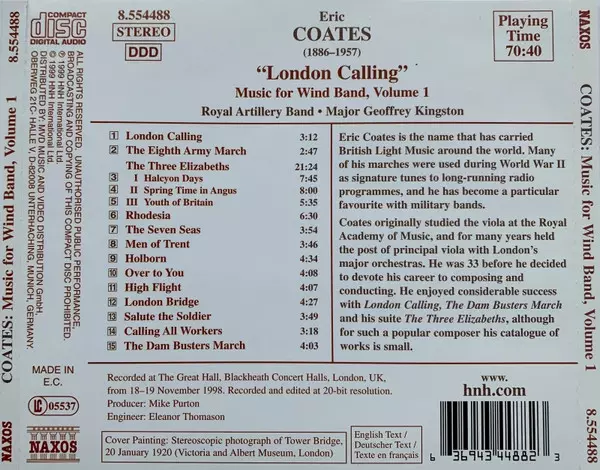 8.554488
COATES: Music for Wind Band, Volume 1
NAXOS
COMPACT
disc
DIGITAL AUDIO
ALL RIGHTS RESERVED. UNAUTHORISED PUBLIC PERFORMANCE,
BROADCASTING AND COPYING OF THIS COMPACT DISC PROHIBITED.
℗ 1999 HNH International Ltd.
© 1999 HNH International Ltd.
DISTRIBUTED BY: MVD MUSIC AND VIDEO DISTRIBUTION GmbH,
OBERWEG 21C - HALLE V, D-82008 UNTERHACHING, MUNICH, GERMANY.
MADE IN
E.C.
LC 05537
NAXOS
8.554488
STEREO
DDD
Eric
COATES
(1886-1957)
Playing
Time
70:40
“London Calling”
Music for Wind Band, Volume 1
Royal Artillery Band • Major Geoffrey Kingston
1 London Calling 3:12
2 The Eighth Army March 2:47
The Three Elizabeths 21:24
3 I Halcyon Days 7:45
4 II Spring Time in Angus 8:00
5 III Youth of Britain 5:35
6 Rhodesia 6:30
7 The Seven Seas 3:54
8 Men of Trent 3:46
9 Holborn 3:34
10 Over to You 4:08
11 High Flight 4:07
12 London Bridge 4:27
13 Salute the Soldier 3:49
14 Calling All Workers 3:18
15 The Dam Busters March 4:03
Eric Coates is the name that has carried
British Light Music around the world. Many
of his marches were used during World War II
as signature tunes to long-running radio
programmes, and he has become a particular
favourite with military bands.
Coates originally studied the viola at the Royal
Academy of Music, and for many years held
the post of principal viola with London’s
major orchestras. He was 33 before he decided
to devote his career to composing and
conducting. He enjoyed considerable success
with London Calling, The Dam Busters March
and his suite The Three Elizabeths, although
for such a popular composer his catalogue of
works is small.
Recorded at The Great Hall, Blackheath Concert Halls, London, UK,
from 18–19 November 1998. Recorded and edited at 20-bit resolution.
Producer: Mike Purton
Engineer: Eleanor Thomason
Cover Painting: Stereoscopic photograph of Tower Bridge,
20 January 1920 (Victoria and Albert Museum, London)
English Text /
Deutscher Text /
Texte en français
www.
hnh.com
6 36943 44882 3
NAXOS
COATES: Music for Wind Band, Volume 1
8.554488